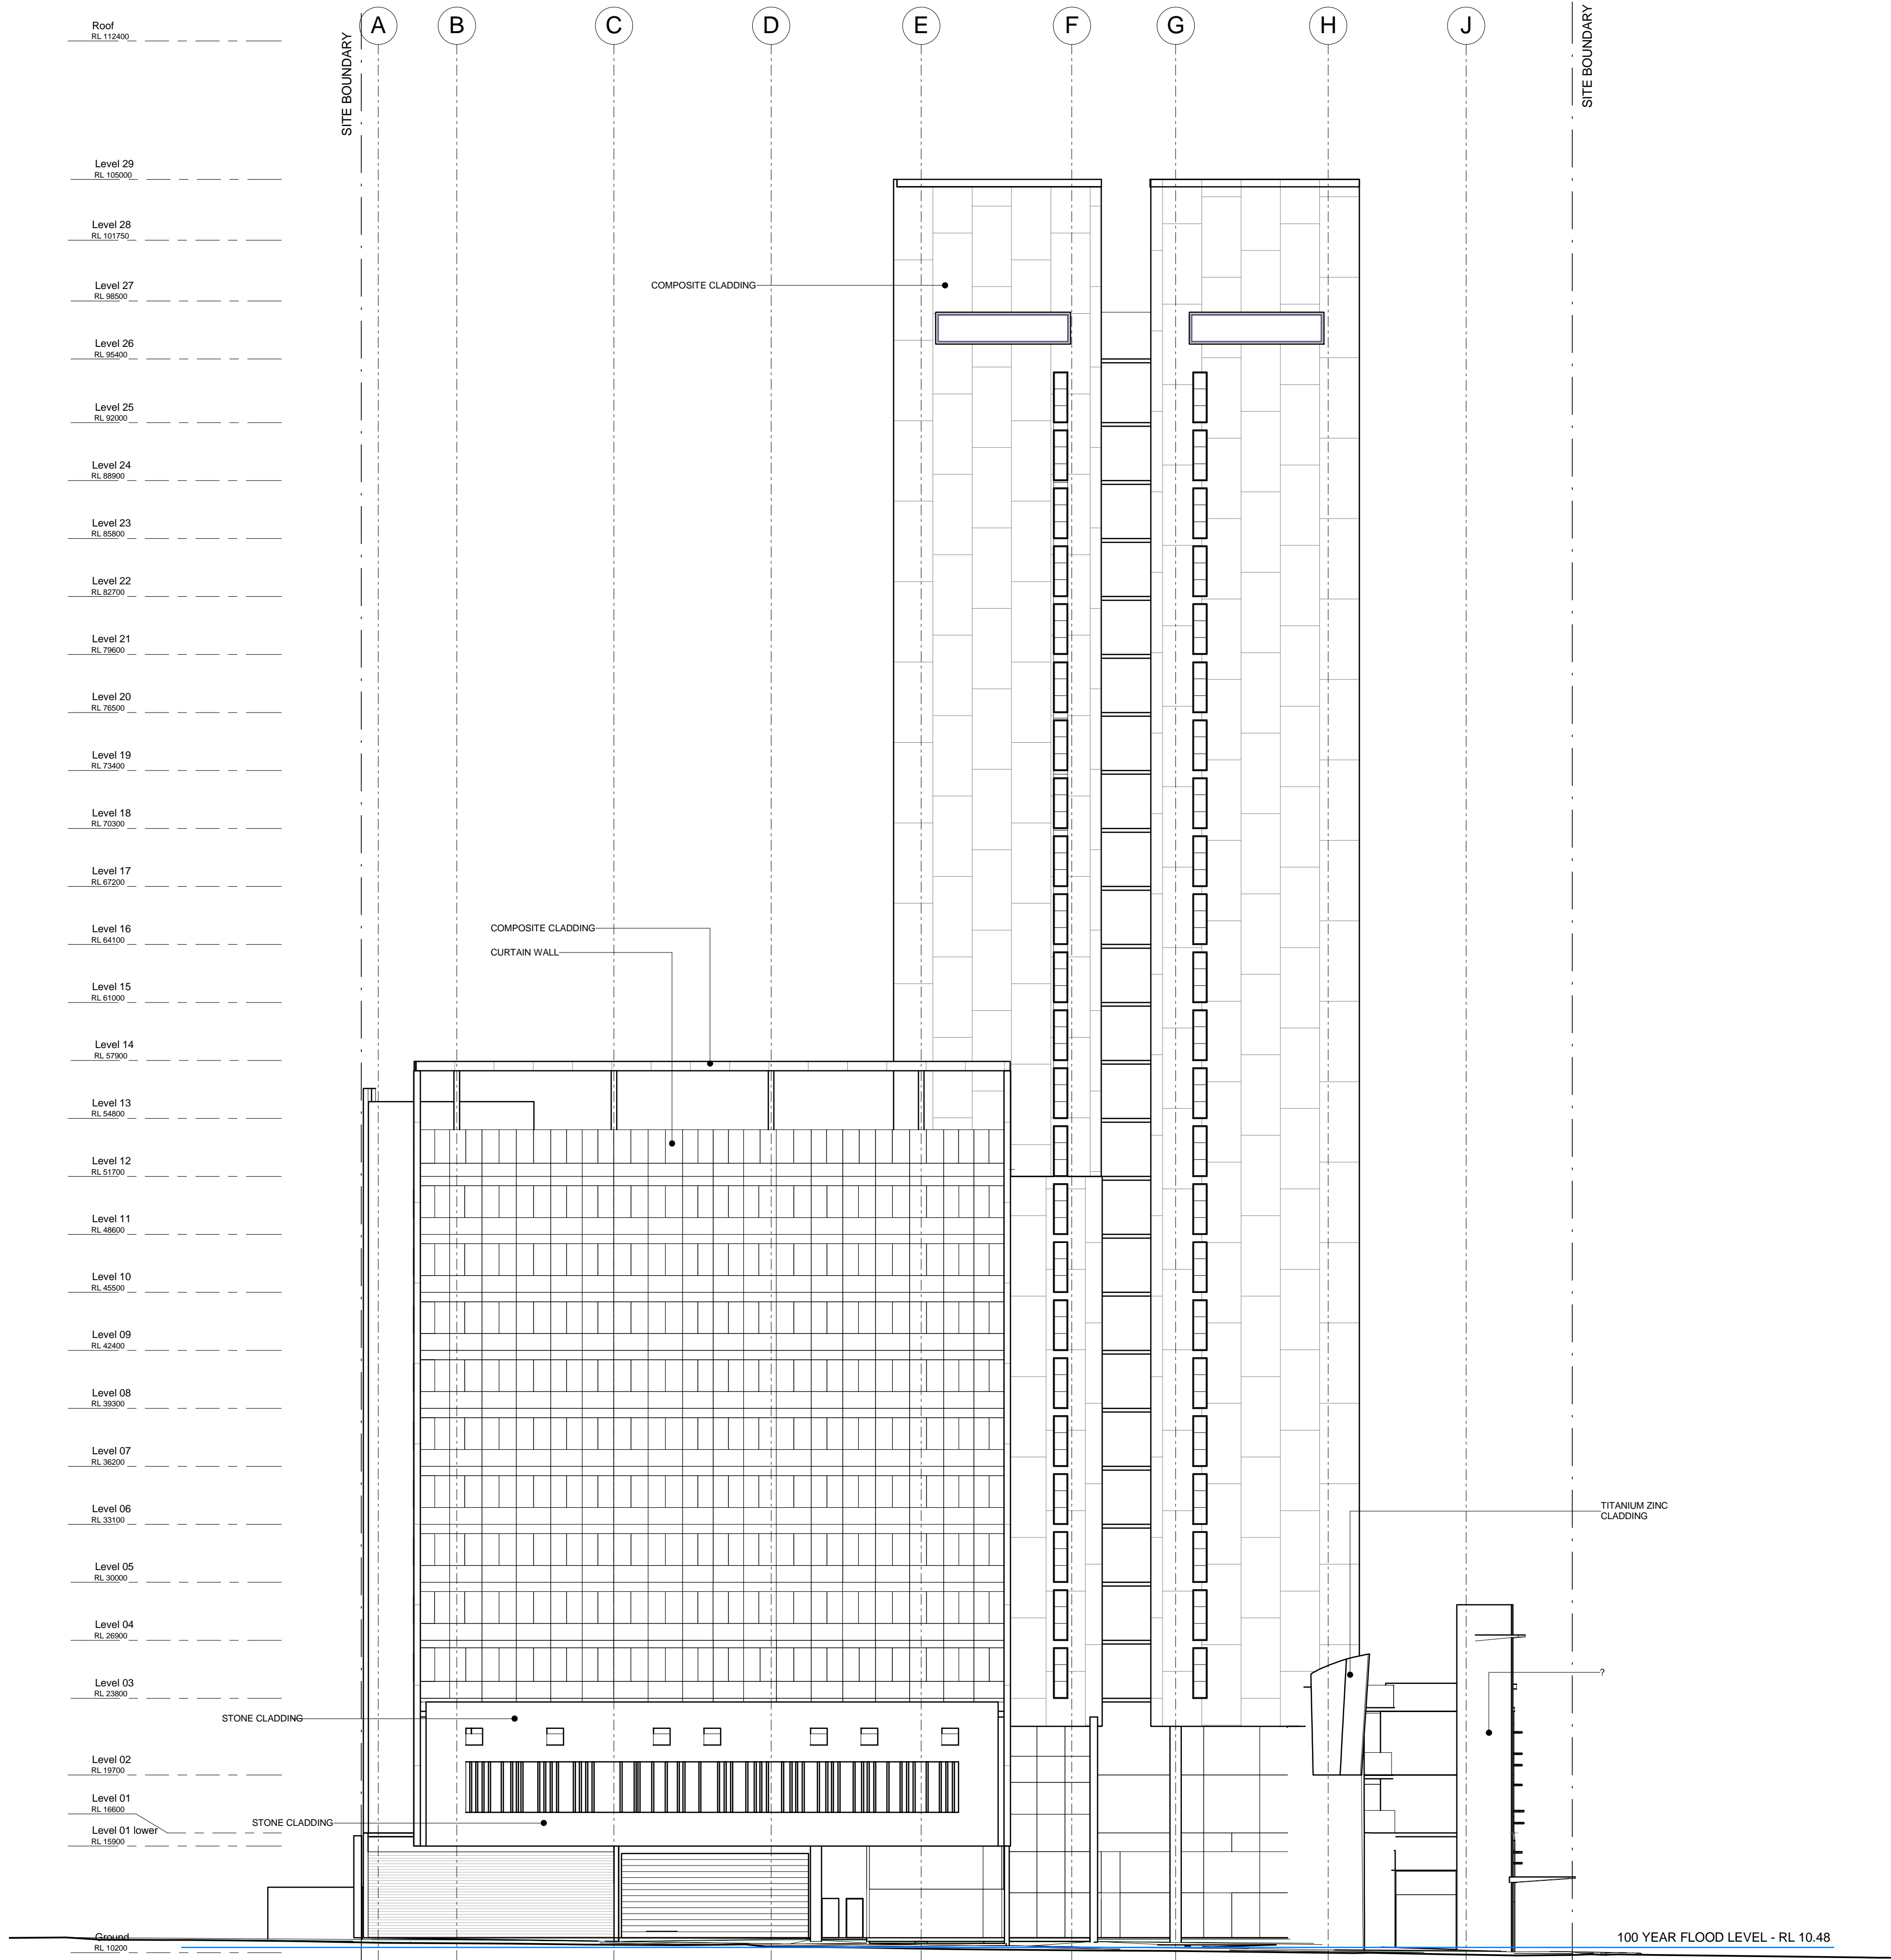 Roof
RL 112400
SITE BOUNDARY
A
B
C
D
E
F
G
H
J
SITE BOUNDARY
Level 29
RL 105000
Level 28
RL 101750
Level 27
RL 98500
COMPOSITE CLADDING
Level 26
RL 95400
Level 25
RL 92000
Level 24
RL 88900
Level 23
RL 85800
Level 22
RL 82700
Level 21
RL 79600
Level 20
RL 76500
Level 19
RL 73400
Level 18
RL 70300
Level 17
RL 67200
Level 16
RL 64100
COMPOSITE CLADDING
CURTAIN WALL
Level 15
RL 61000
Level 14
RL 57900
Level 13
RL 54800
Level 12
RL 51700
Level 11
RL 48600
Level 10
RL 45500
Level 09
RL 42400
Level 08
RL 39300
Level 07
RL 36200
Level 06
RL 33100
TITANIUM ZINC
CLADDING
Level 05
RL 30000
Level 04
RL 26900
Level 03
RL 23800
?
STONE CLADDING
Level 02
RL 19700
Level 01
RL 16600
STONE CLADDING
Level 01 lower
RL 15900
Ground
RL 10200
100 YEAR FLOOD LEVEL - RL 10.48